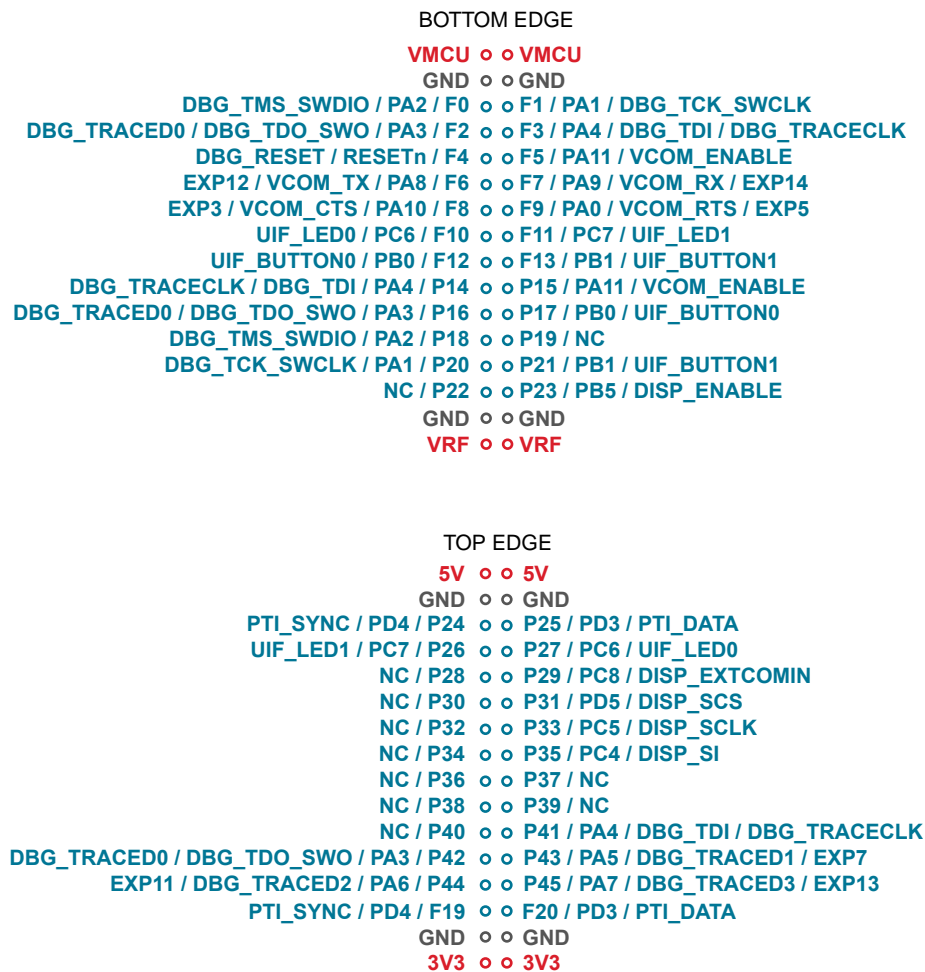 BOTTOM EDGE
VMCU VMCU
GND GND
DBG_TMS_SWDIO / PA2 / F0 F1 / PA1 / DBG_TCK_SWCLK
DBG_TRACED0 / DBG_TDO_SWO / PA3 / F2 F3 / PA4 / DBG_TDI / DBG_TRACECLK
DBG_RESET / RESETn / F4 F5 / PA11 / VCOM_ENABLE
EXP12 / VCOM_TX / PA8 / F6 F7 / PA9 / VCOM_RX / EXP14
EXP3 / VCOM_CTS / PA10 / F8 F9 / PA0 / VCOM_RTS / EXP5
UIF_LED0 / PC6 / F10 F11 / PC7 / UIF_LED1
UIF_BUTTON0 / PB0 / F12 F13 / PB1 / UIF_BUTTON1
DBG_TRACECLK / DBG_TDI / PA4 / P14 P15 / PA11 / VCOM_ENABLE
DBG_TRACED0 / DBG_TDO_SWO / PA3 / P16 P17 / PB0 / UIF_BUTTON0
DBG_TMS_SWDIO / PA2 / P18 P19 / NC
DBG_TCK_SWCLK / PA1 / P20 P21 / PB1 / UIF_BUTTON1
NC / P22 P23 / PB5 / DISP_ENABLE
GND GND
VRF VRF
TOP EDGE
5V 5V
GND GND
PTI_SYNC / PD4 / P24 P25 / PD3 / PTI_DATA
UIF_LED1 / PC7 / P26 P27 / PC6 / UIF_LED0
NC / P28 P29 / PC8 / DISP_EXTCOMIN
NC / P30 P31 / PD5 / DISP_SCS
NC / P32 P33 / PC5 / DISP_SCLK
NC / P34 P35 / PC4 / DISP_SI
NC / P36 P37 / NC
NC / P38 P39 / NC
NC / P40 P41 / PA4 / DBG_TDI / DBG_TRACECLK
DBG_TRACED0 / DBG_TDO_SWO / PA3 / P42 P43 / PA5 / DBG_TRACED1 / EXP7
EXP11 / DBG_TRACED2 / PA6 / P44 P45 / PA7 / DBG_TRACED3 / EXP13
PTI_SYNC / PD4 / F19 F20 / PD3 / PTI_DATA
GND GND
3V3 3V3